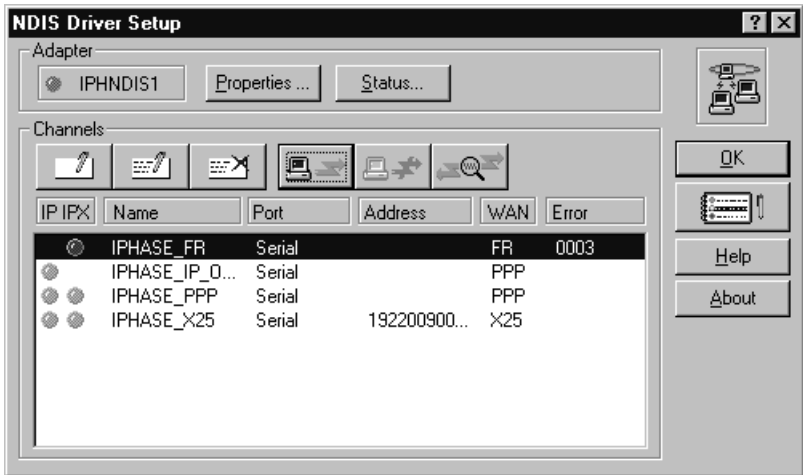 NDIS Driver Setup
Adapter
IPHNDIS1 Properties ... Status...
Channels
OK
IP IPX Name Port Address WAN Error
IPHASE_FR Serial FR 0003
Help
IPHASE_IP_O... Serial PPP
IPHASE_PPP Serial PPP
About
IPHASE_X25 Serial 192200900... X25